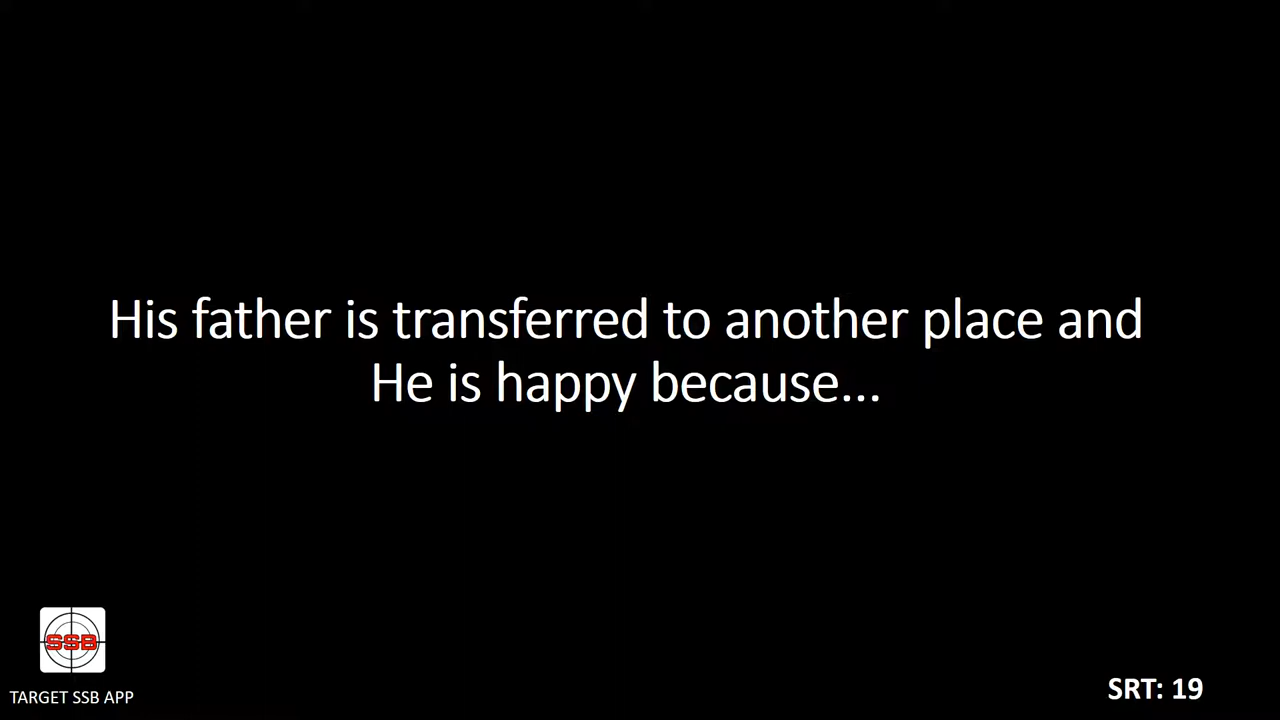 His father is transferred to another place and
He is happy because...
SSB
TARGET SSB APP
SRT: 19